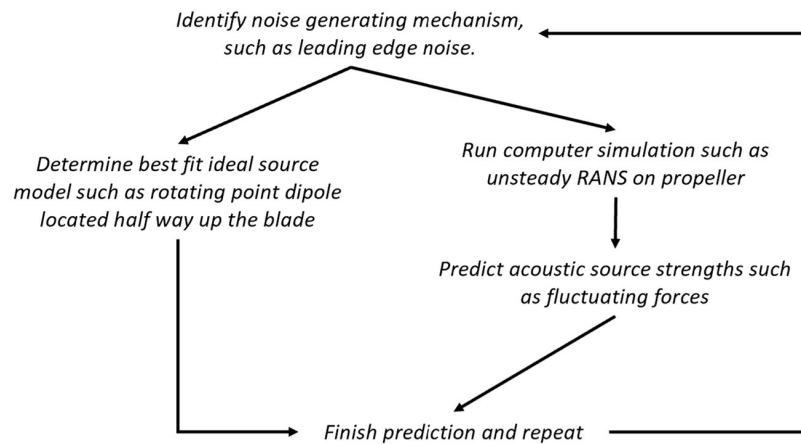 Identify noise generating mechanism,
such as leading edge noise.
Determine best fit ideal source
model such as rotating point dipole
located half way up the blade
Run computer simulation such as
unsteady RANS on propeller
Predict acoustic source strengths such
as fluctuating forces
Finish prediction and repeat